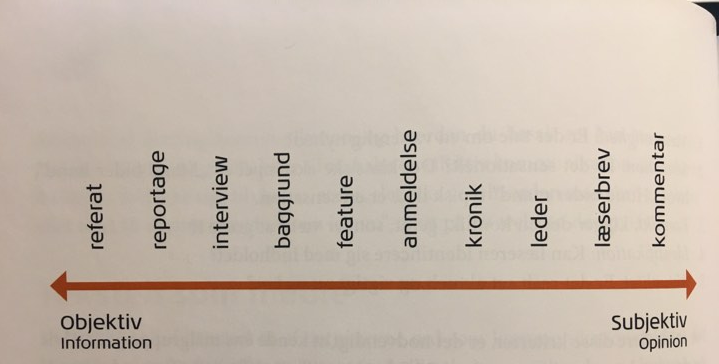 referat
reportage
interview
baggrund
feature
anmeldelse
kronik
leder
læserbrev
kommentar
Objektiv
Information
Subjektiv
Opinion